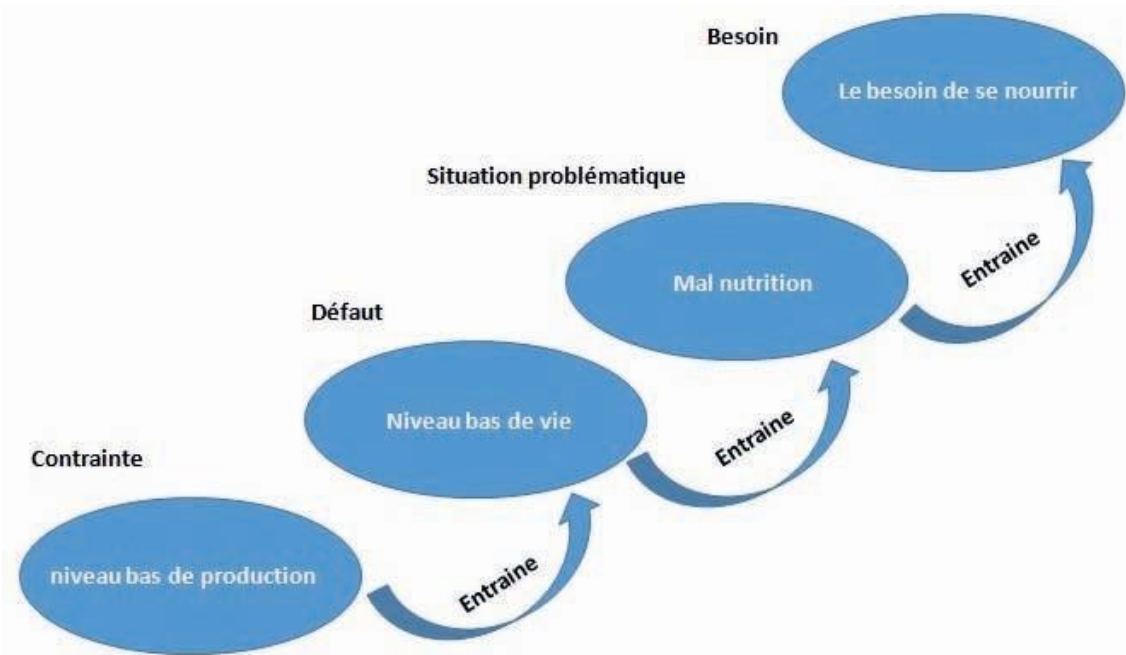 Besoin
Le besoin de se nourrir
Situation problématique
Entraine
Mal nutrition
Défaut
Entraine
Niveau bas de vie
Contrainte
Entraine
niveau bas de production